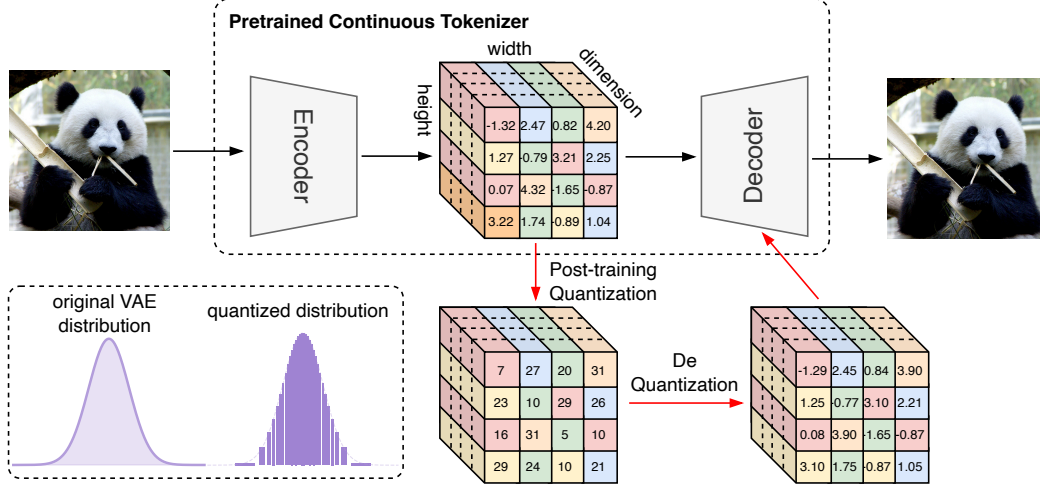 Pretrained Continuous Tokenizer
width
dimension
height
Encoder
Decoder
-1.32 2.47 0.82 4.20
1.27 -0.79 3.21 2.25
0.07 4.32 -1.65 -0.87
3.22 1.74 -0.89 1.04
Post-training
Quantization
original VAE
distribution
quantized distribution
7 27 20 31
23 10 29 26
16 31 5 10
29 24 10 21
De
Quantization
-1.29 2.45 0.84 3.90
1.25 -0.77 3.10 2.21
0.08 3.90 -1.65 -0.87
3.10 1.75 -0.87 1.05